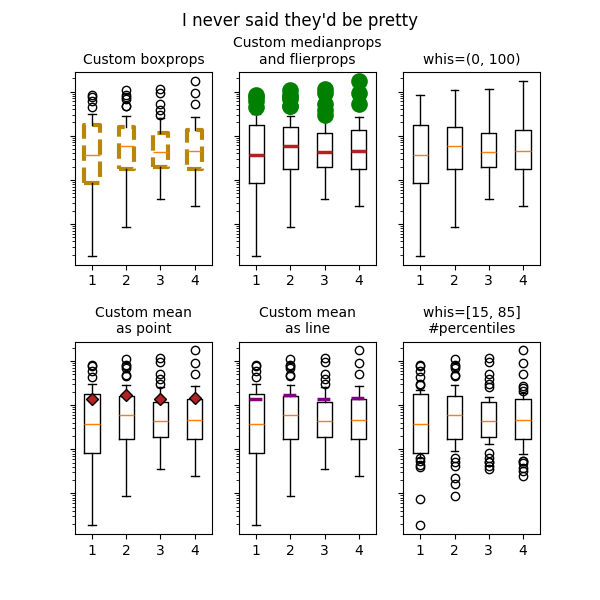 I never said they'd be pretty
Custom boxprops
Custom medianprops
and flierprops
whis=(0, 100)
1 2 3 4
1 2 3 4
1 2 3 4
Custom mean
as point
Custom mean
as line
whis=[15, 85]
#percentiles
1 2 3 4
1 2 3 4
1 2 3 4